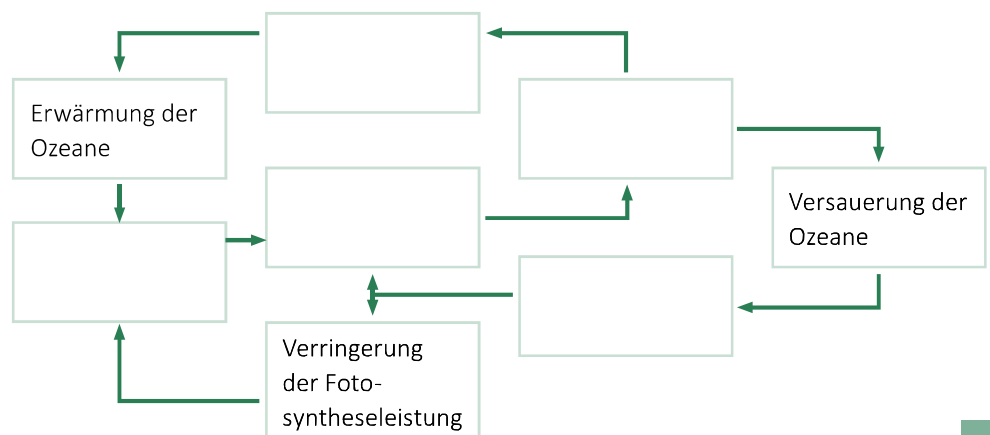 Erwärmung der
Ozeane
Versauerung der
Ozeane
Verringerung
der Foto-
syntheseleistung